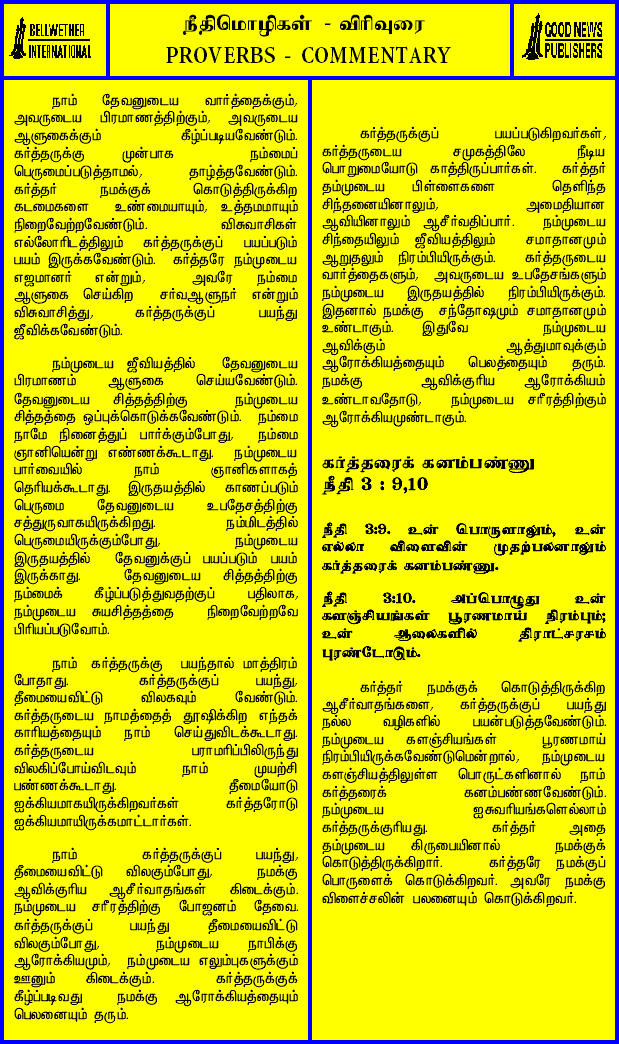 BELLWETHER
INTERNATIONAL
நீதிமொழிகள் - விரிவுரை
PROVERBS - COMMENTARY
GOOD NEWS
PUBLISHERS
நாம் தேவனுடைய வார்த்தைக்கும்,
அவருடைய பிரமாணத்திற்கும், அவருடைய
ஆளுகைக்கும் கீழ்ப்படியவேண்டும்.
கர்த்தருக்கு முன்பாக நம்மைப்
பெருமைப்படுத்தாமல், தாழ்த்தவேண்டும்.
கர்த்தர் நமக்குக் கொடுத்திருக்கிற
கடமைகளை உண்மையாயும், உத்தமமாயும்
நிறைவேற்றவேண்டும். விசுவாசிகள்
எல்லோரிடத்திலும் கர்த்தருக்குப் பயப்படும்
பயம் இருக்கவேண்டும். கர்த்தரே நம்முடைய
எஜமானர் என்றும், அவரே நம்மை
ஆளுகை செய்கிற சர்வஆளுநர் என்றும்
விசுவாசித்து, கர்த்தருக்குப் பயந்து
ஜீவிக்கவேண்டும்.
நம்முடைய ஜீவியத்தில் தேவனுடைய
பிரமாணம் ஆளுகை செய்யவேண்டும்.
தேவனுடைய சித்தத்திற்கு நம்முடைய
சித்தத்தை ஒப்புக்கொடுக்கவேண்டும். நம்மை
நாமே நினைத்துப் பார்க்கும்போது, நம்மை
ஞானியென்று எண்ணக்கூடாது. நம்முடைய
பார்வையில் நாம் ஞானிகளாகத்
தெரியக்கூடாது. இருதயத்தில் காணப்படும்
பெருமை தேவனுடைய உபதேசத்திற்கு
சத்துருவாகயிருக்கிறது. நம்மிடத்தில்
பெருமையிருக்கும்போது, நம்முடைய
இருதயத்தில் தேவனுக்குப் பயப்படும் பயம்
இருக்காது. தேவனுடைய சித்தத்திற்கு
நம்மைக் கீழ்ப்படுத்துவதற்குப் பதிலாக,
நம்முடைய சுயசித்தத்தை நிறைவேற்றவே
பிரியப்படுவோம்.
நாம் கர்த்தருக்கு பயந்தால் மாத்திரம்
போதாது. கர்த்தருக்குப் பயந்து,
தீமையைவிட்டு விலகவும் வேண்டும்.
கர்த்தருடைய நாமத்தைத் தூஷிக்கிற எந்தக்
காரியத்தையும் நாம் செய்துவிடக்கூடாது.
கர்த்தருடைய பராமரிப்பிலிருந்து
விலகிப்போய்விடவும் நாம் முயற்சி
பண்ணக்கூடாது. தீமையோடு
ஐக்கியமாகயிருக்கிறவர்கள் கர்த்தரோடு
ஐக்கியமாயிருக்கமாட்டார்கள்.
நாம் கர்த்தருக்குப் பயந்து,
தீமையைவிட்டு விலகும்போது, நமக்கு
ஆவிக்குரிய ஆசீர்வாதங்கள் கிடைக்கும்.
நம்முடைய சரீரத்திற்கு போஜனம் தேவை.
கர்த்தருக்குப் பயந்து தீமையைவிட்டு
விலகும்போது, நம்முடைய நாபிக்கு
ஆரோக்கியமும், நம்முடைய எலும்புகளுக்கும்
ஊனும் கிடைக்கும். கர்த்தருக்குக்
கீழ்ப்படிவது நமக்கு ஆரோக்கியத்தையும்
பெலனையும் தரும்.
கர்த்தருக்குப் பயப்படுகிறவர்கள்,
கர்த்தருடைய சமுகத்திலே நீடிய
பொறுமையோடு காத்திருப்பார்கள். கர்த்தர்
தம்முடைய பிள்ளைகளை தெளிந்த
சிந்தனையினாலும், அமைதியான
ஆவியினாலும் ஆசீர்வதிப்பார். நம்முடைய
சிந்தையிலும் ஜீவியத்திலும் சமாதானமும்
ஆறுதலும் நிரம்பியிருக்கும். கர்த்தருடைய
வார்த்தைகளும், அவருடைய உபதேசங்களும்
நம்முடைய இருதயத்தில் நிரம்பியிருக்கும்.
இதனால் நமக்கு சந்தோஷமும் சமாதானமும்
உண்டாகும். இதுவே நம்முடைய
ஆவிக்கும் ஆத்துமாவுக்கும்
ஆரோக்கியத்தையும் பெலத்தையும் தரும்.
நமக்கு ஆவிக்குரிய ஆரோக்கியம்
உண்டாவதோடு, நம்முடைய சரீரத்திற்கும்
ஆரோக்கியமுண்டாகும்.
கர்த்தரைக் கனம்பண்ணு
நீதி 3 : 9,10
நீதி 3:9. உன் பொருளாலும், உன்
எல்லா விளைவின் முதற்பலனாலும்
கர்த்தரைக் கனம்பண்ணு.
நீதி 3:10. அப்பொழுது உன்
களஞ்சியங்கள் பூரணமாய் நிரம்பும்;
உன் ஆலைகளில் திராட்சரசம்
புரண்டோடும்.
கர்த்தர் நமக்குக் கொடுத்திருக்கிற
ஆசீர்வாதங்களை, கர்த்தருக்குப் பயந்து
நல்ல வழிகளில் பயன்படுத்தவேண்டும்.
நம்முடைய களஞ்சியங்கள் பூரணமாய்
நிரம்பியிருக்கவேண்டுமென்றால், நம்முடைய
களஞ்சியத்திலுள்ள பொருட்களினால் நாம்
கர்த்தரைக் கனம்பண்ணவேண்டும்.
நம்முடைய ஐசுவரியங்களெல்லாம்
கர்த்தருக்குரியது. கர்த்தர் அதை
தம்முடைய கிருபையினால் நமக்குக்
கொடுத்திருக்கிறார். கர்த்தரே நமக்குப்
பொருளைக் கொடுக்கிறவர். அவரே நமக்கு
விளைச்சலின் பலனையும் கொடுக்கிறவர்.